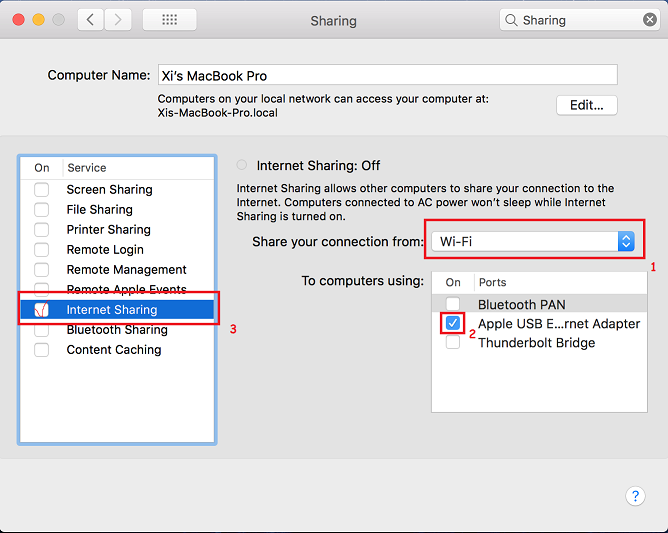 Sharing
Sharing
Computer Name:
Xi's MacBook Pro
Computers on your local network can access your computer at:
Xis-MacBook-Pro.local
Edit...
On Service
Screen Sharing
File Sharing
Printer Sharing
Remote Login
Remote Management
Remote Apple Events
Internet Sharing
Bluetooth Sharing
Content Caching
3
Internet Sharing: Off
Internet Sharing allows other computers to share your connection to the
Internet. Computers connected to AC power won't sleep while Internet
Sharing is turned on.
Share your connection from: Wi-Fi
1
To computers using:
On Ports
Bluetooth PAN
Apple USB E...rnet Adapter
2
Thunderbolt Bridge
?